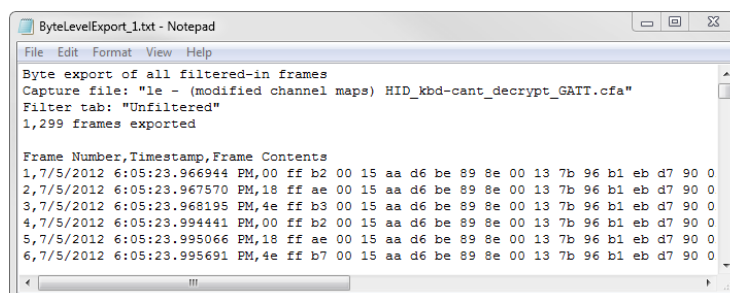 ByteLevelExport_1.txt - Notepad
File Edit Format View Help
Byte export of all filtered-in frames
Capture file: "le - (modified channel maps) HID_kbd-cant_decrypt_GATT.cfa"
Filter tab: "Unfiltered"
1,299 frames exported
Frame Number,Timestamp,Frame Contents
1,7/5/2012 6:05:23.966944 PM,00 ff b2 00 15 aa d6 be 89 8e 00 13 7b 96 b1 eb d7 90 0
2,7/5/2012 6:05:23.967570 PM,18 ff ae 00 15 aa d6 be 89 8e 00 13 7b 96 b1 eb d7 90 0
3,7/5/2012 6:05:23.968195 PM,4e ff b3 00 15 aa d6 be 89 8e 00 13 7b 96 b1 eb d7 90 0
4,7/5/2012 6:05:23.994441 PM,00 ff b2 00 15 aa d6 be 89 8e 00 13 7b 96 b1 eb d7 90 0
5,7/5/2012 6:05:23.995066 PM,18 ff ae 00 15 aa d6 be 89 8e 00 13 7b 96 b1 eb d7 90 0
6,7/5/2012 6:05:23.995691 PM,4e ff b7 00 15 aa d6 be 89 8e 00 13 7b 96 b1 eb d7 90 0